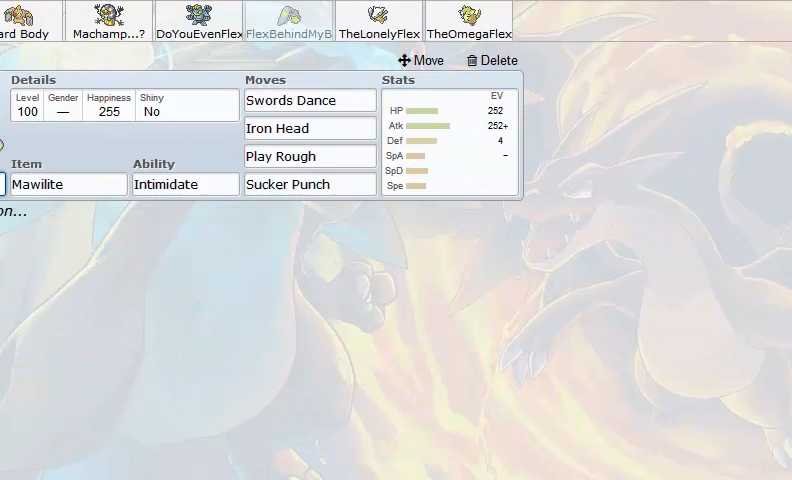 ard Body
Machamp...?
DoYouEvenFlex
FlexBehindMyB
TheLonelyFlex
TheOmegaFlex
Move
Delete
Details
Moves
Stats
Level
Gender
Happiness
Shiny
100
—
255
No
Swords Dance
Iron Head
Play Rough
Sucker Punch
EV
HP 252
Atk 252+
Def 4
SpA −
SpD
Spe
Item
Ability
Mawilite
Intimidate
on...